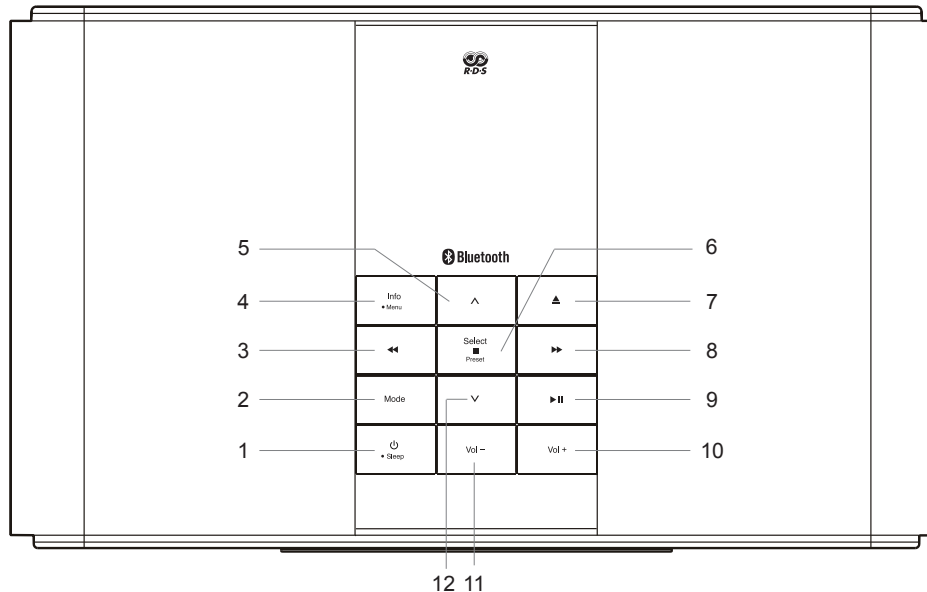 R·D·S
Bluetooth
5
6
4
Info
• Menu
7
3
Select
Preset
8
2
Mode
9
1
• Sleep
Vol −
Vol +
10
12 11